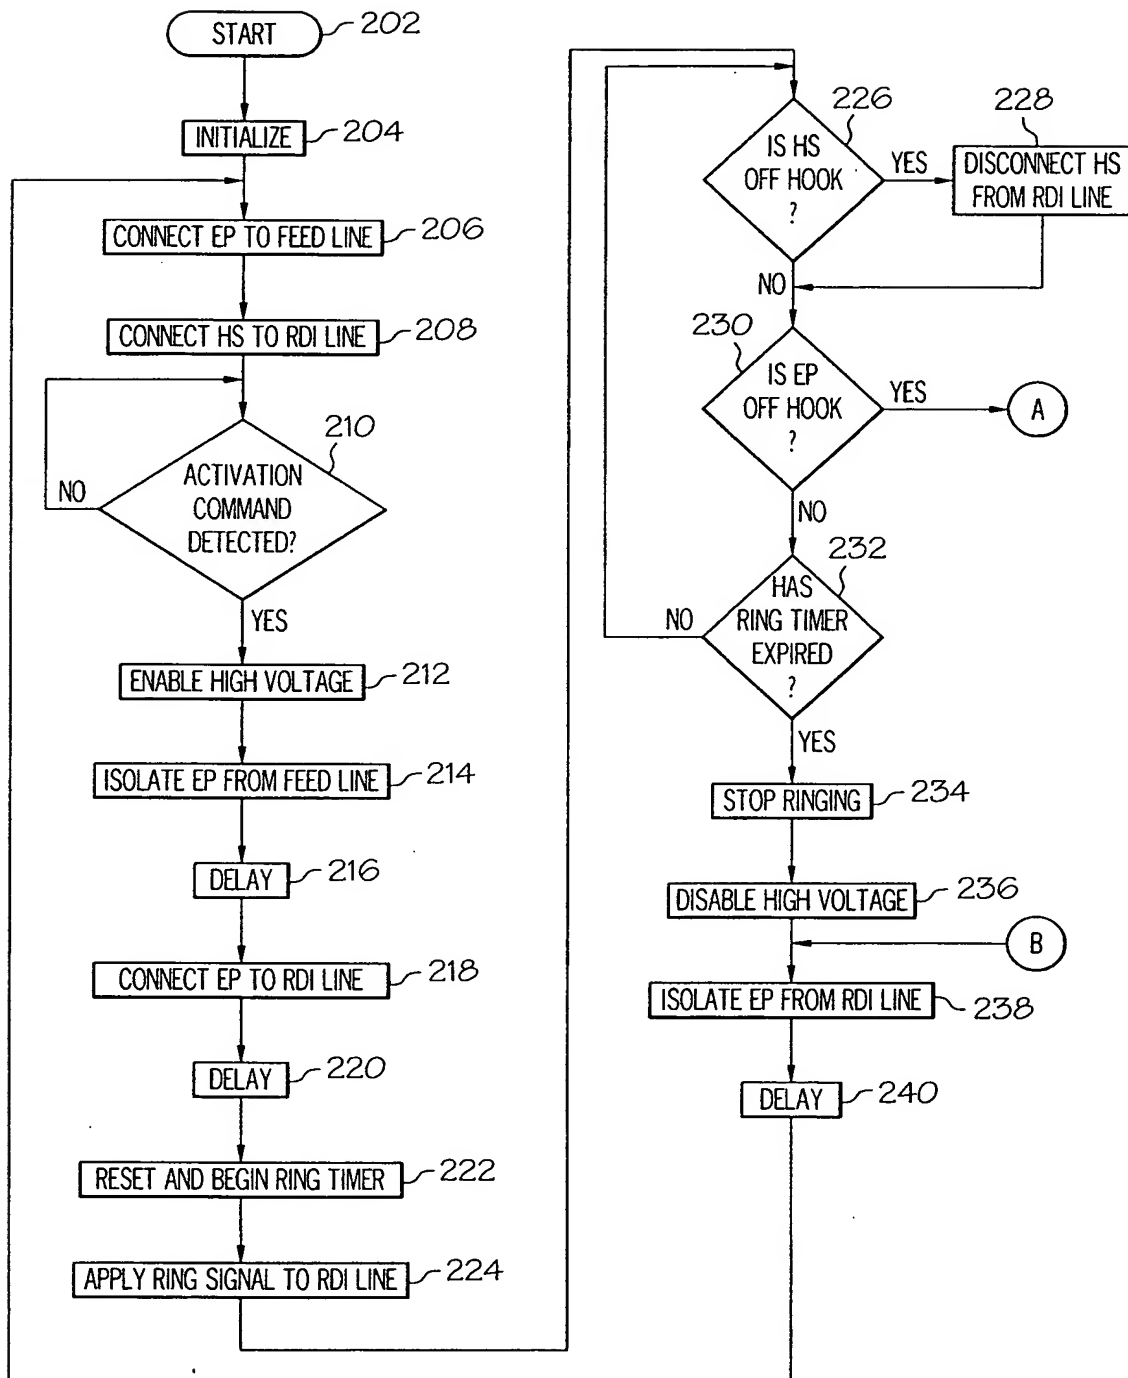 START
202
INITIALIZE
204
CONNECT EP TO FEED LINE
206
CONNECT HS TO RDI LINE
208
210
ACTIVATION
COMMAND
DETECTED?
NO
YES
ENABLE HIGH VOLTAGE
212
ISOLATE EP FROM FEED LINE
214
DELAY
216
CONNECT EP TO RDI LINE
218
DELAY
220
RESET AND BEGIN RING TIMER
222
APPLY RING SIGNAL TO RDI LINE
224
226
IS HS
OFF HOOK
?
YES
228
DISCONNECT HS
FROM RDI LINE
NO
230
IS EP
OFF HOOK
?
YES
A
NO
232
HAS
RING TIMER
EXPIRED
?
NO
YES
STOP RINGING
234
DISABLE HIGH VOLTAGE
236
B
ISOLATE EP FROM RDI LINE
238
DELAY
240